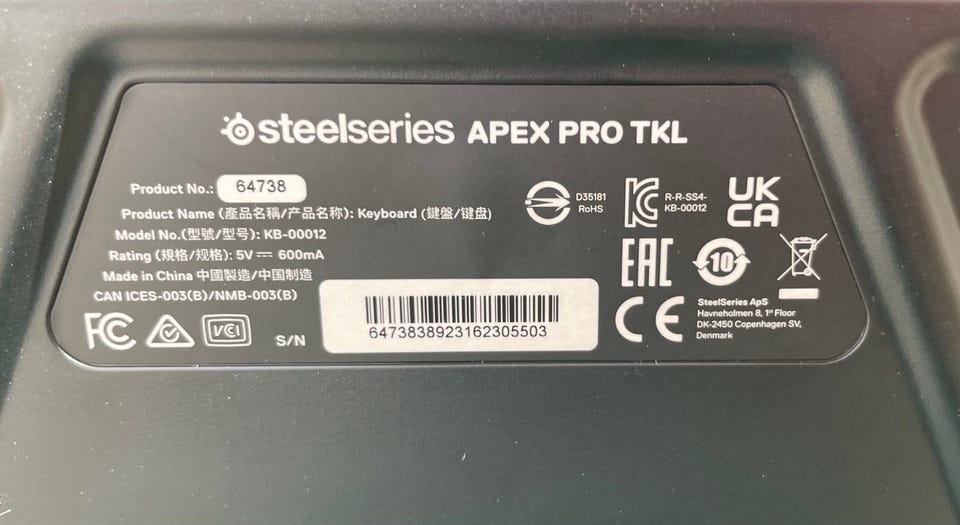 steelseries APEX PRO TKL
Product No.: 64738
Product Name (產品名稱/产品名称): Keyboard (鍵盤/键盘)
Model No.(型號/型号): KB-00012
Rating (規格/规格): 5V⎓600mA
Made in China 中國製造/中国制造
CAN ICES-003(B)/NMB-003(B)
FC
VCI
S/N
6473838923162305503
D35181
RoHS
R-R-SS4-
KB-00012
UK
CA
EAC
10
CE
SteelSeries ApS
Havneholmen 8, 1st Floor
DK-2450 Copenhagen SV,
Denmark